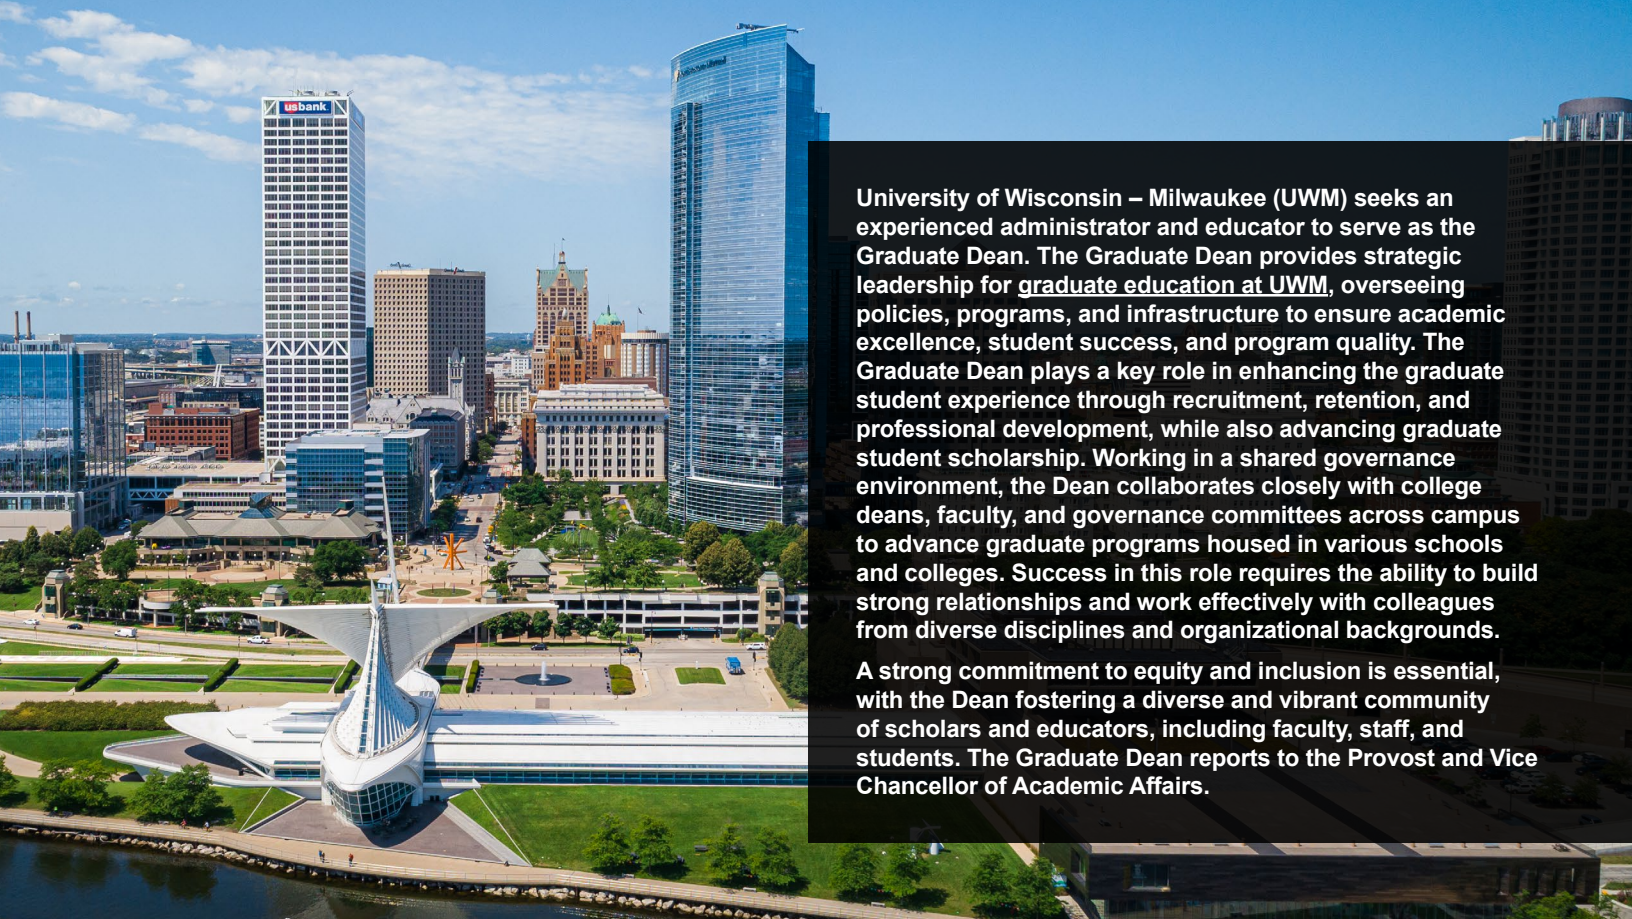 usbank
University of Wisconsin – Milwaukee (UWM) seeks an
experienced administrator and educator to serve as the
Graduate Dean. The Graduate Dean provides strategic
leadership for graduate education at UWM, overseeing
policies, programs, and infrastructure to ensure academic
excellence, student success, and program quality. The
Graduate Dean plays a key role in enhancing the graduate
student experience through recruitment, retention, and
professional development, while also advancing graduate
student scholarship. Working in a shared governance
environment, the Dean collaborates closely with college
deans, faculty, and governance committees across campus
to advance graduate programs housed in various schools
and colleges. Success in this role requires the ability to build
strong relationships and work effectively with colleagues
from diverse disciplines and organizational backgrounds.
A strong commitment to equity and inclusion is essential,
with the Dean fostering a diverse and vibrant community
of scholars and educators, including faculty, staff, and
students. The Graduate Dean reports to the Provost and Vice
Chancellor of Academic Affairs.